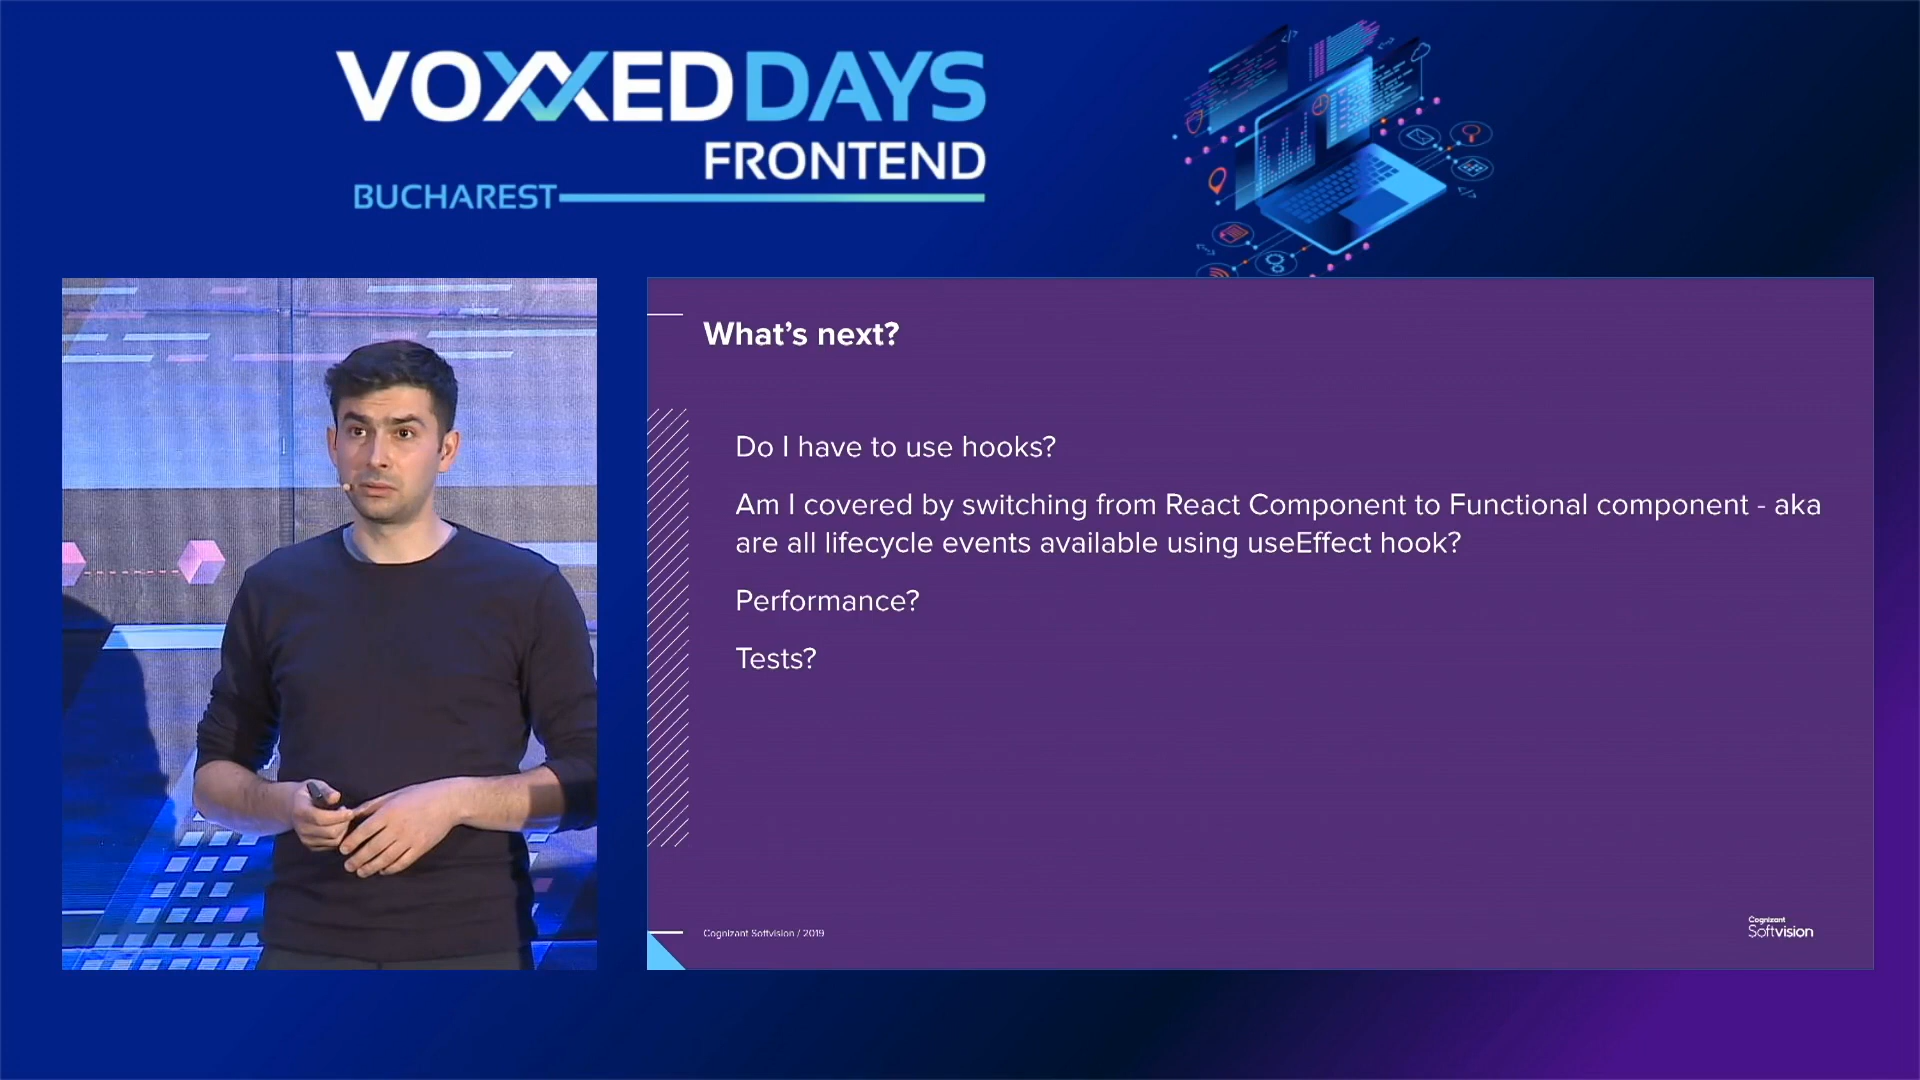 VOXXED DAYS
FRONTEND
BUCHAREST
What's next?
Do I have to use hooks?
Am I covered by switching from React Component to Functional component - aka
are all lifecycle events available using useEffect hook?
Performance?
Tests?
Cognizant Softvision / 2019
Cognizant
Softvision